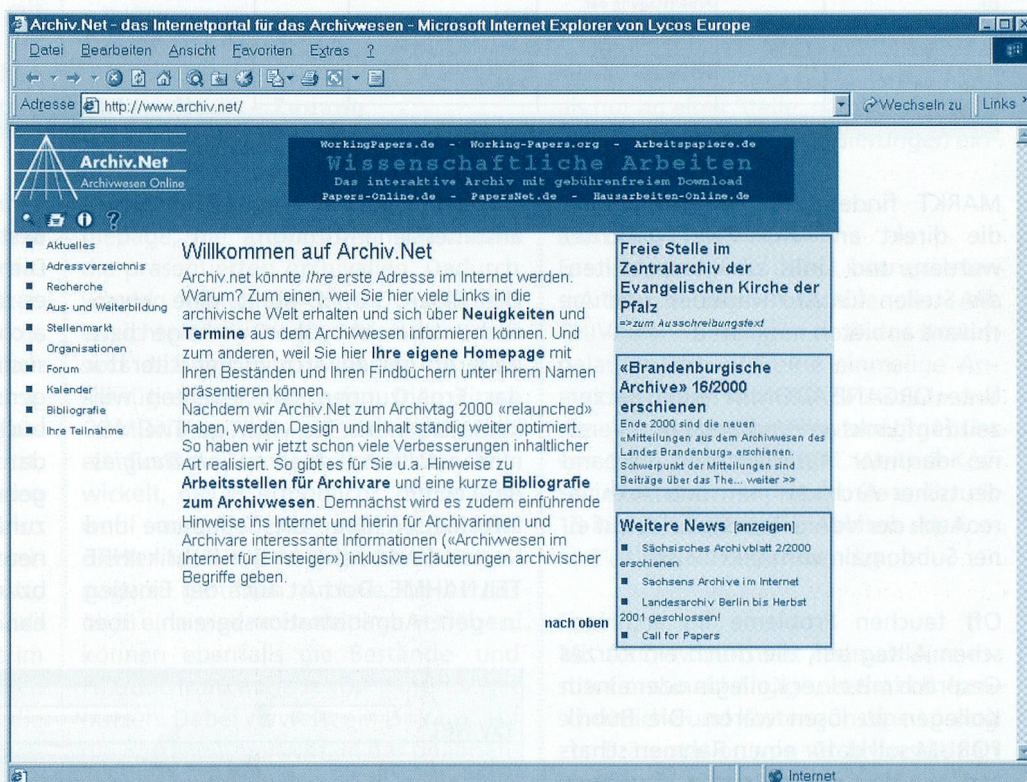 Archiv.Net - das Internetportal für das Archivwesen - Microsoft Internet Explorer von Lycos Europe
Datei Bearbeiten Ansicht Favoriten Extras ?
Adresse http://www.archiv.net/ Wechseln zu Links
Archiv.Net
Archivwesen Online
WorkingPapers.de - Working-Papers.org - Arbeitspapiere.de
Wissenschaftliche Arbeiten
Das interaktive Archiv mit gebührenfreiem Download
Papers-Online.de - PapersNet.de - Hausarbeiten-Online.de
Aktuelles
Adressverzeichnis
Recherche
Aus- und Weiterbildung
Stellenmarkt
Organisationen
Forum
Kalender
Bibliografie
Ihre Teilnahme
Willkommen auf Archiv.Net
Archiv.net könnte Ihre erste Adresse im Internet werden.
Warum? Zum einen, weil Sie hier viele Links in die
archivische Welt erhalten und sich über Neuigkeiten und
Termine aus dem Archivwesen informieren können. Und
zum anderen, weil Sie hier Ihre eigene Homepage mit
Ihren Beständen und Ihren Findbüchern unter Ihrem Namen
präsentieren können.
Nachdem wir Archiv.Net zum Archivtag 2000 «relaunched»
haben, werden Design und Inhalt ständig weiter optimiert.
So haben wir jetzt schon viele Verbesserungen inhaltlicher
Art realisiert. So gibt es für Sie u.a. Hinweise zu
Arbeitsstellen für Archivare und eine kurze Bibliografie
zum Archivwesen. Demnächst wird es zudem einführende
Hinweise ins Internet und hierin für Archivarinnen und
Archivare interessante Informationen («Archivwesen im
Internet für Einsteiger») inklusive Erläuterungen archivischer
Begriffe geben.
nach oben
Freie Stelle im
Zentralarchiv der
Evangelischen Kirche der
Pfalz
=>zum Ausschreibungstext
«Brandenburgische
Archive» 16/2000
erschienen
Ende 2000 sind die neuen
«Mitteilungen aus dem Archivwesen des
Landes Brandenburg» erschienen.
Schwerpunkt der Mitteilungen sind
Beiträge über das The... weiter >>
Weitere News [anzeigen]
Sächsisches Archivblatt 2/2000
erschienen
Sachsens Archive im Internet
Landesarchiv Berlin bis Herbst
2001 geschlossen!
Call for Papers
Internet